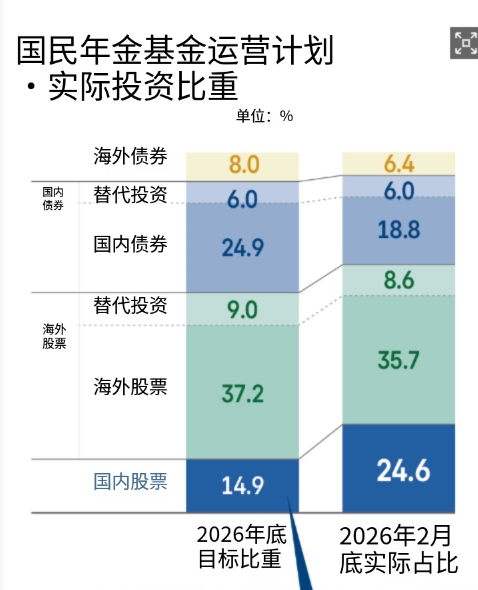 国民年金基金运营计划
·实际投资比重
单位：%
海外债券 8.0 6.4
国内
债券
替代投资 6.0 6.0
国内债券 24.9 18.8
海外
股票
替代投资 9.0 8.6
海外股票 37.2 35.7
国内股票 14.9 24.6
2026年底
目标比重
2026年2月
底实际占比